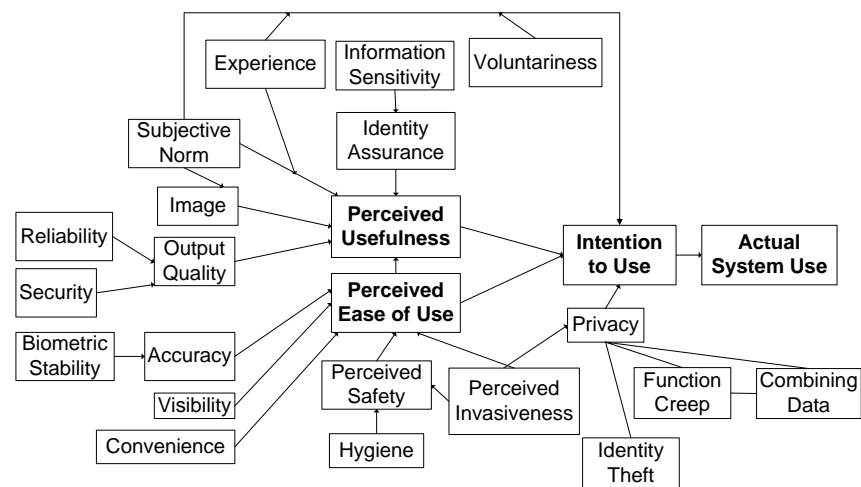 Experience
Information
Sensitivity
Voluntariness
Subjective
Norm
Identity
Assurance
Image
Perceived
Usefulness
Reliability
Output
Quality
Intention
to Use
Actual
System Use
Security
Perceived
Ease of Use
Privacy
Biometric
Stability
Accuracy
Perceived
Safety
Perceived
Invasiveness
Function
Creep
Combining
Data
Visibility
Convenience
Hygiene
Identity
Theft